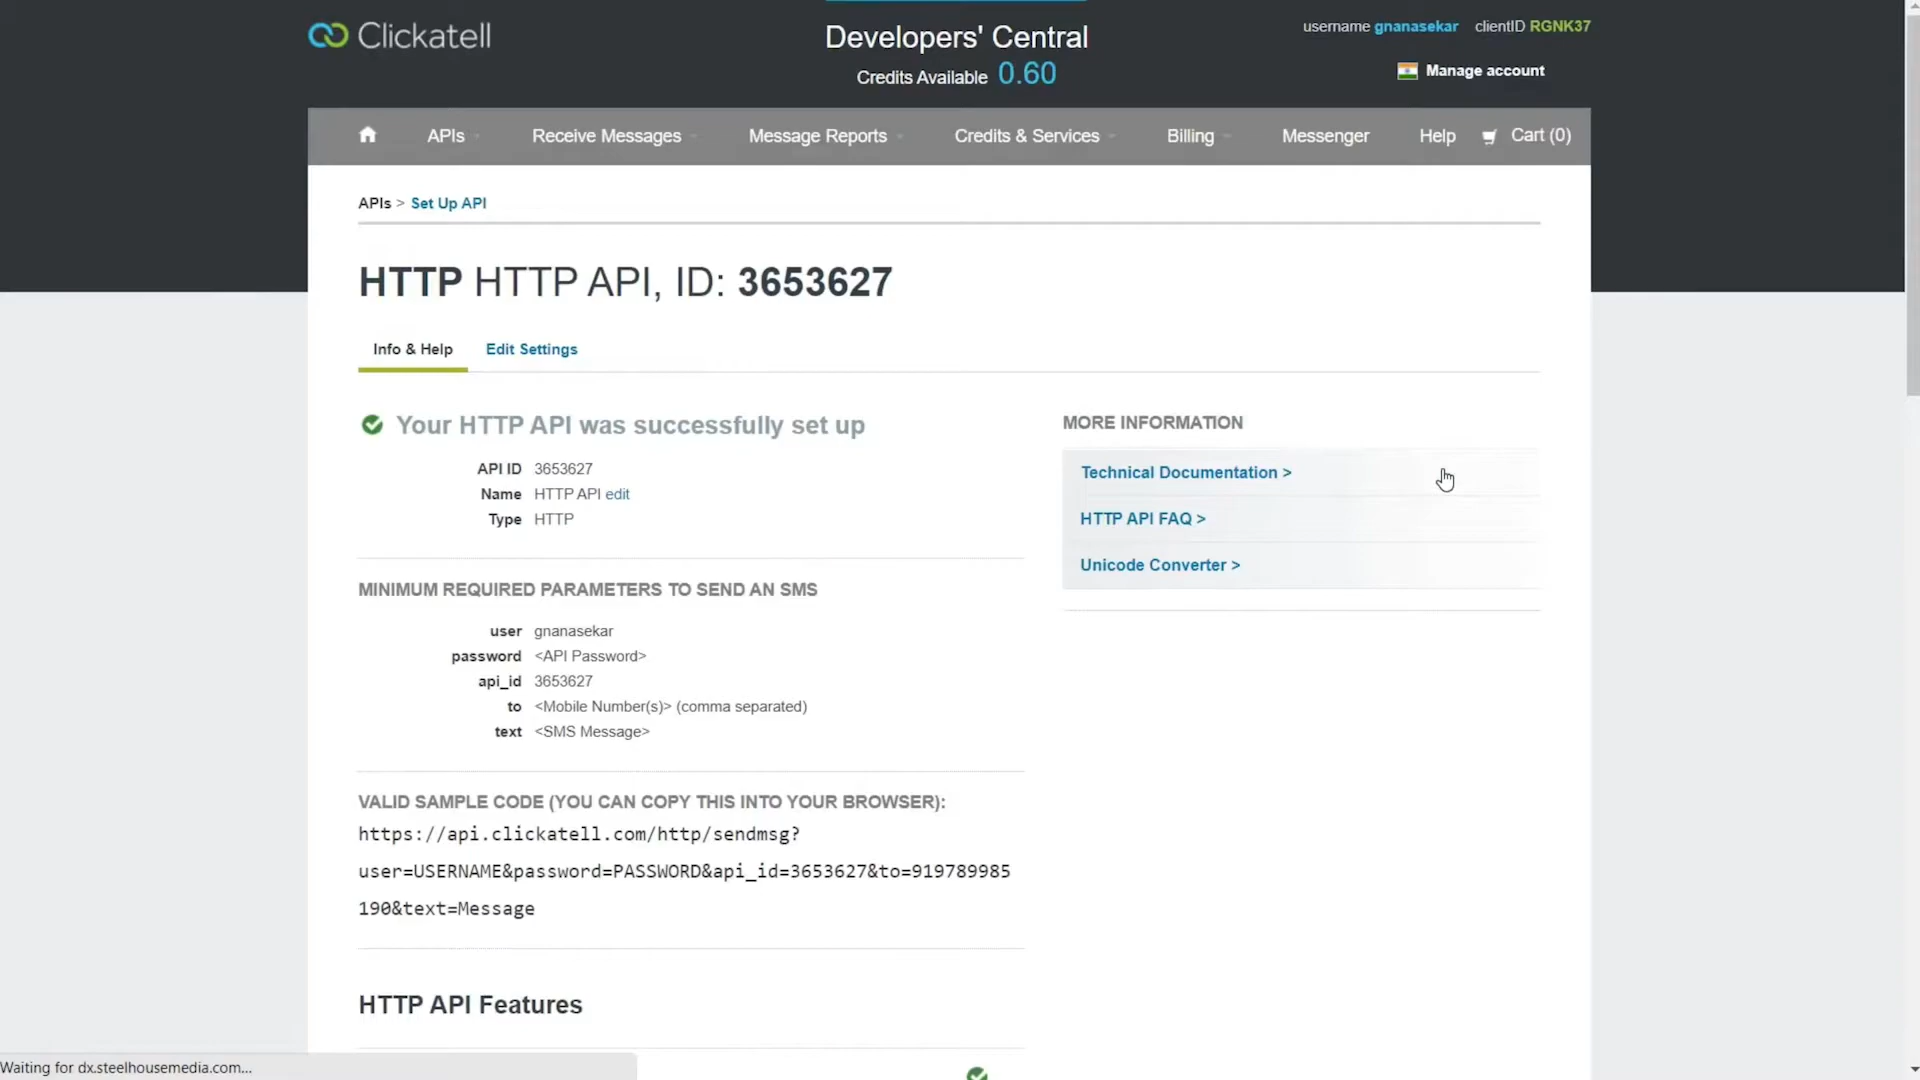 Clickatell
Developers' Central
Credits Available 0.60
username gnanasekar clientID RGNK37
Manage account
APIs
Receive Messages
Message Reports
Credits & Services
Billing
Messenger
Help
Cart (0)
APIs > Set Up API
HTTP HTTP API, ID: 3653627
Info & Help
Edit Settings
Your HTTP API was successfully set up
API ID 3653627
Name HTTP API edit
Type HTTP
MINIMUM REQUIRED PARAMETERS TO SEND AN SMS
user gnanasekar
password <API Password>
api_id 3653627
to <Mobile Number(s)> (comma separated)
text <SMS Message>
VALID SAMPLE CODE (YOU CAN COPY THIS INTO YOUR BROWSER):
https://api.clickatell.com/http/sendmsg?
user=USERNAME&password=PASSWORD&api_id=3653627&to=919789985
190&text=Message
HTTP API Features
MORE INFORMATION
Technical Documentation >
HTTP API FAQ >
Unicode Converter >
Waiting for dx.steelhousemedia.com...